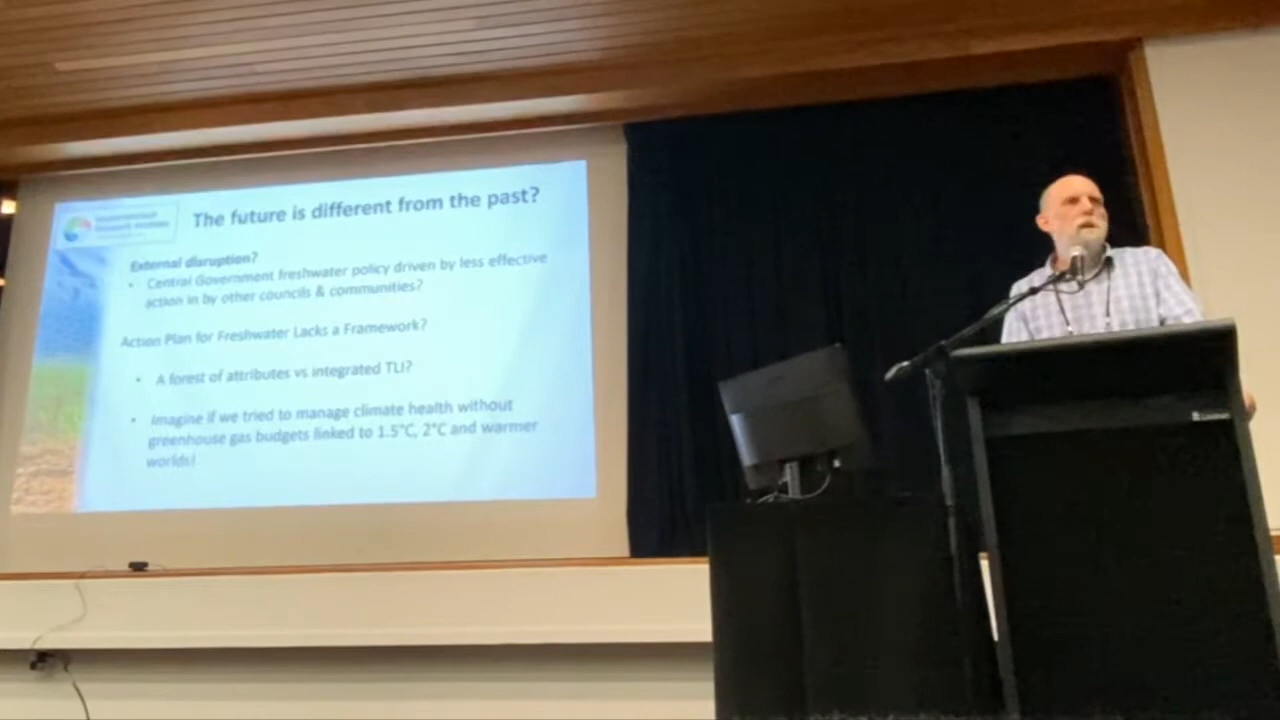 The future is different from the past?
External disruption?
• Central Government freshwater policy driven by less effective
action in by other councils & communities?
Action Plan for Freshwater Lacks a Framework?
• A forest of attributes vs integrated TLI?
• Imagine if we tried to manage climate health without
greenhouse gas budgets linked to 1.5°C, 2°C and warmer
worlds!